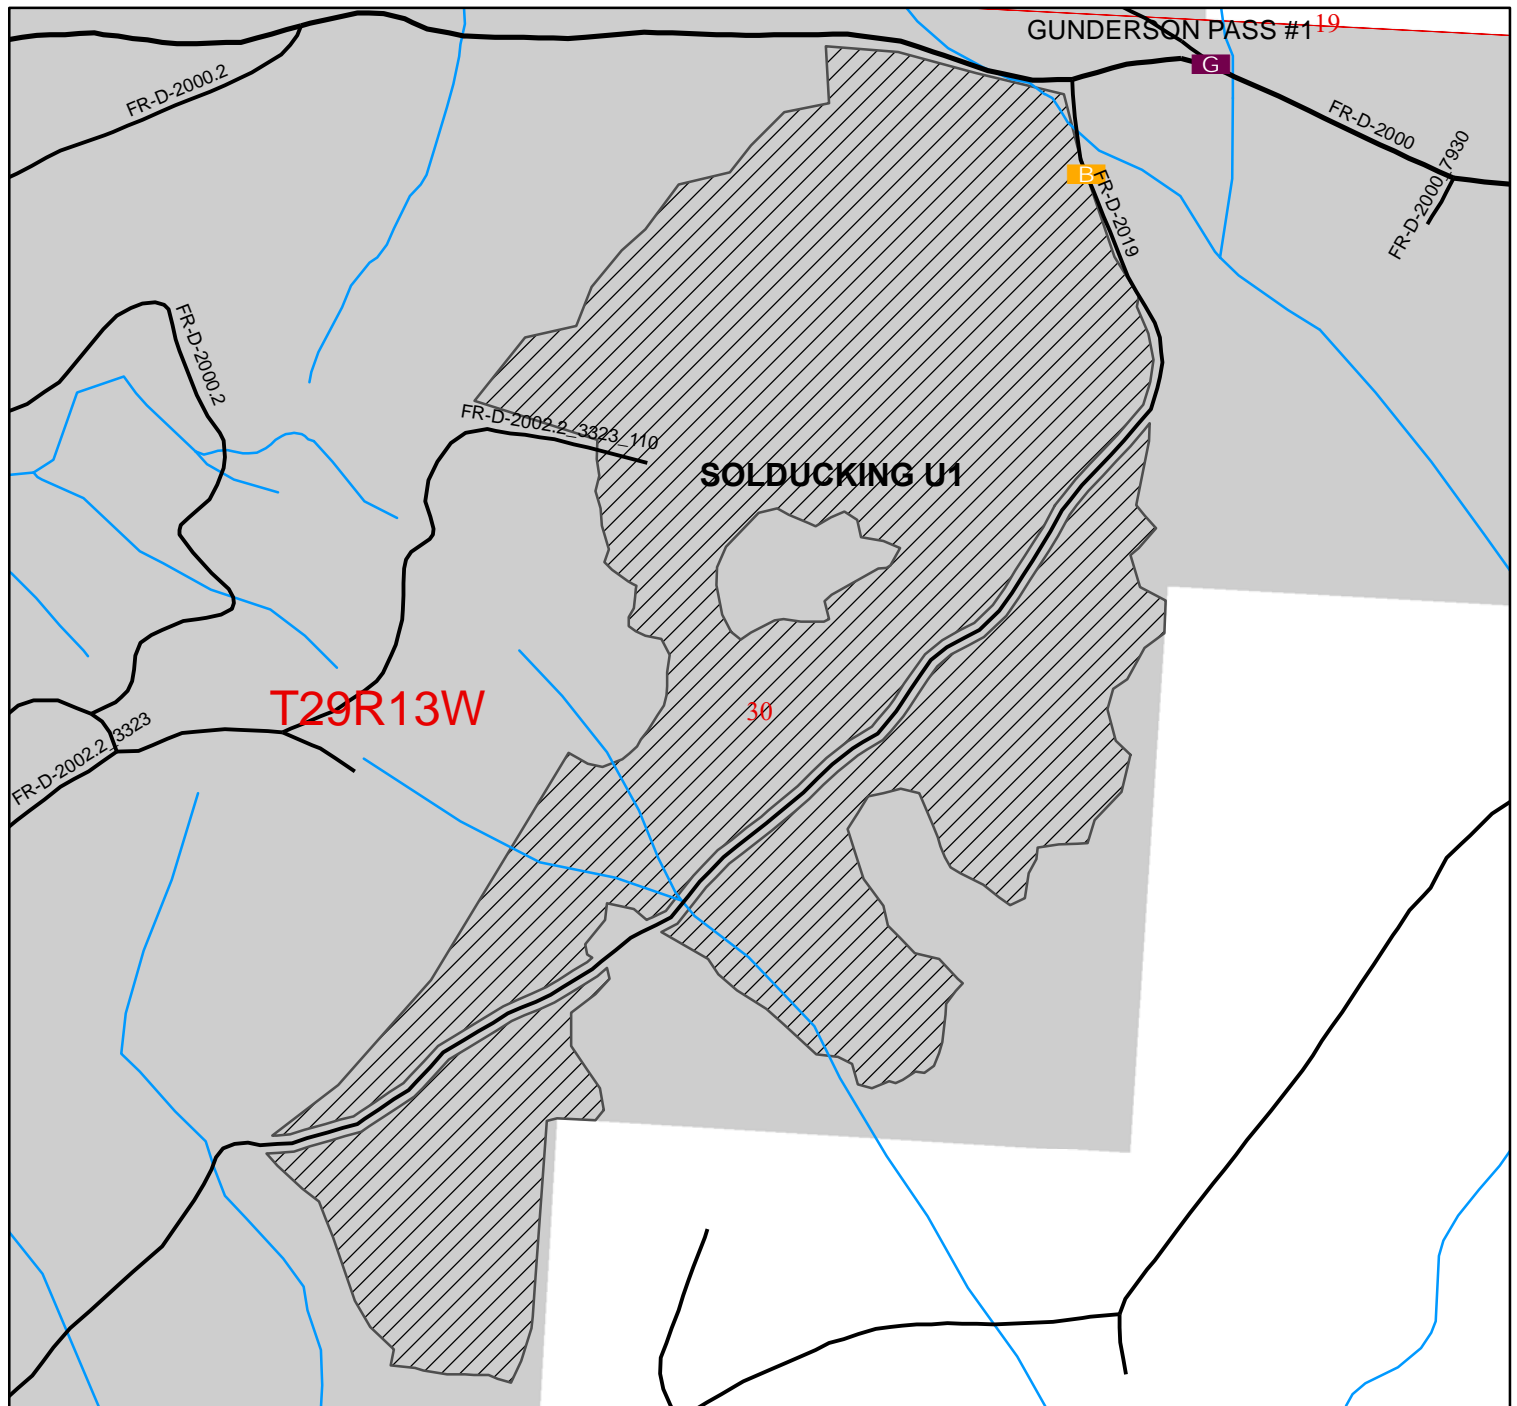 GUNDERSON PASS #1
19
G
FR-D-2000.2
FR-D-2000
FR-D-2000_7930
B
FR-D-2019
FR-D-2000.2
FR-D-2002.2_3323_110
SOLDUCKING U1
T29R13W
30
FR-D-2002.2_3323